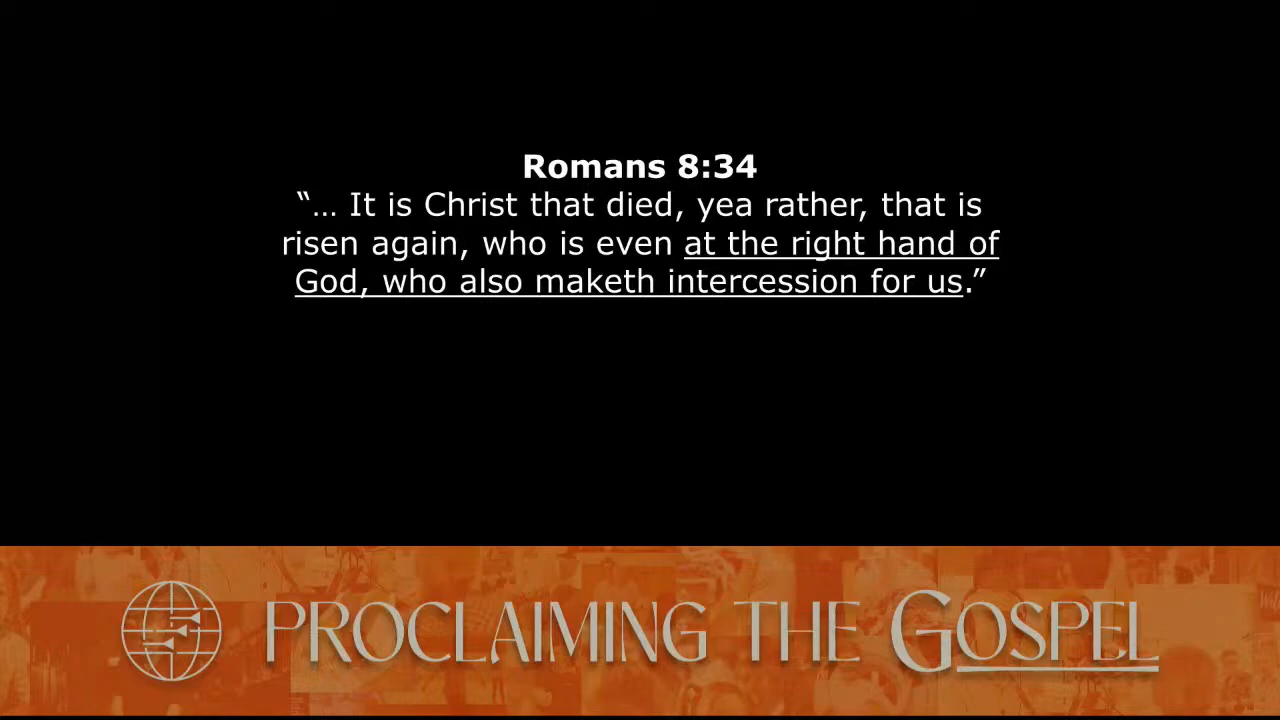 Romans 8:34
“… It is Christ that died, yea rather, that is
risen again, who is even at the right hand of
God, who also maketh intercession for us.”
PROCLAIMING THE GOSPEL